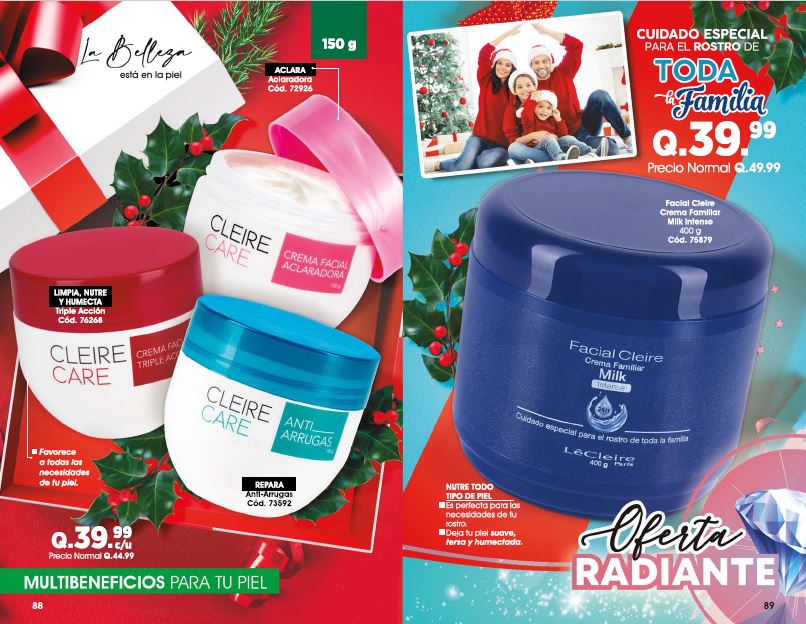 La Belleza
está en la piel
150 g
ACLARA
Aclaradora
Cód. 72926
CLEIRE
CARE
CREMA FACIAL
ACLARADORA
LIMPIA, NUTRE
Y HUMECTA
Triple Acción
Cód. 76268
CLEIRE
CARE
CREMA FAC
TRIPLE ACC
CLEIRE
CARE
ANTI
ARRUGAS
Favorece
a todas las
necesidades
de tu piel.
REPARA
Anti-Arrugas
Cód. 73592
Q.39.99
c/u
Precio Normal Q.44.99
MULTIBENEFICIOS PARA TU PIEL
88
CUIDADO ESPECIAL
PARA EL ROSTRO DE
TODA
la Familia
Q.39.99
Precio Normal Q.49.99
Facial Cleire
Crema Familiar
Milk Intense
400 g
Cód. 75879
Facial Cleire
Crema Familiar
Milk
Intense
24H
Cuidado especial para el rostro de toda la familia
LéCleire
400 g Paris
NUTRE TODO
TIPO DE PIEL
Es perfecta para las
necesidades de tu
rostro.
Deja tu piel suave,
tersa y humectada.
Oferta
RADIANTE
89